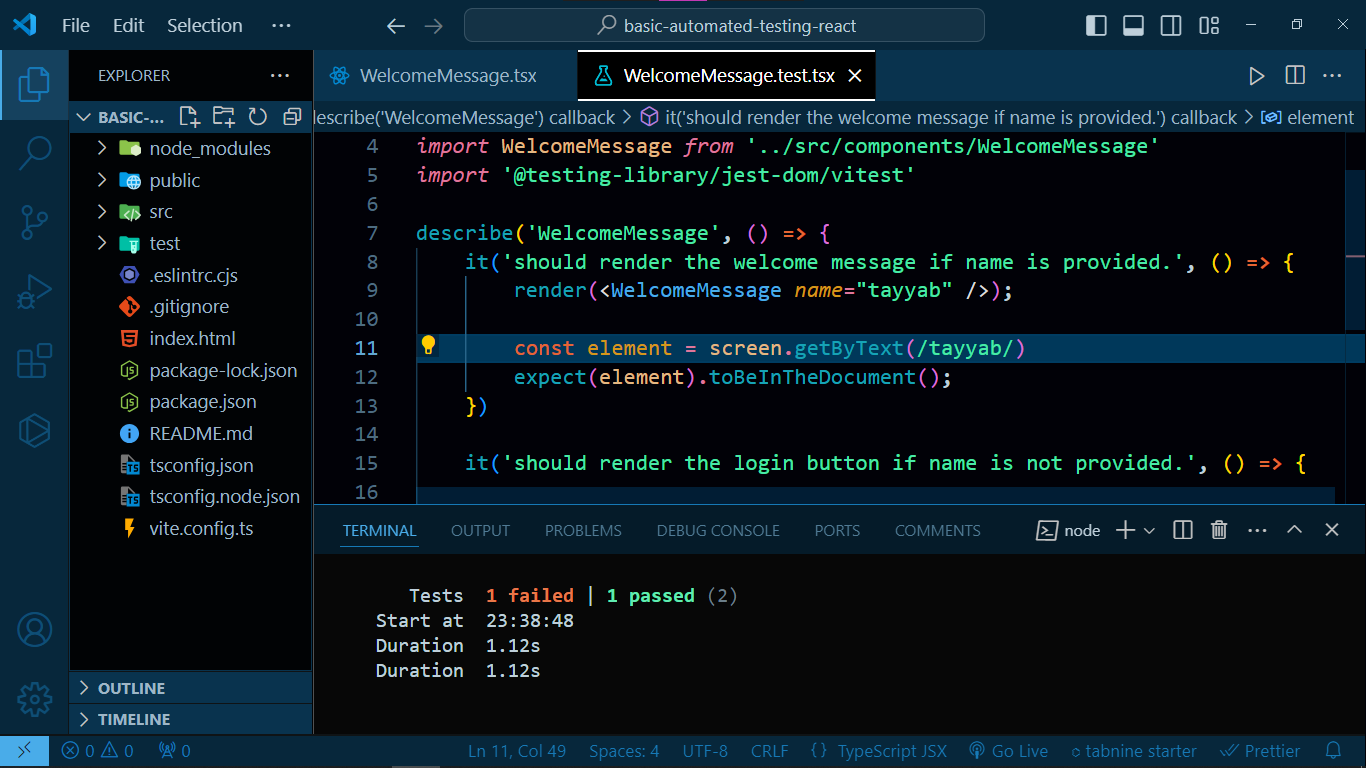 File Edit Selection ···
basic-automated-testing-react
EXPLORER ···
BASIC-...
node_modules
public
src
test
.eslintrc.cjs
.gitignore
index.html
package-lock.json
package.json
README.md
tsconfig.json
tsconfig.node.json
vite.config.ts
OUTLINE
TIMELINE
WelcomeMessage.tsx
WelcomeMessage.test.tsx
escribe('WelcomeMessage') callback > it('should render the welcome message if name is provided.') callback > element
4 import WelcomeMessage from '../src/components/WelcomeMessage'
5 import '@testing-library/jest-dom/vitest'
6
7 describe('WelcomeMessage', () => {
8 it('should render the welcome message if name is provided.', () => {
9 render(<WelcomeMessage name="tayyab" />);
10
11 const element = screen.getByText(/tayyab/)
12 expect(element).toBeInTheDocument();
13 })
14
15 it('should render the login button if name is not provided.', () => {
16
TERMINAL OUTPUT PROBLEMS DEBUG CONSOLE PORTS COMMENTS
node
Tests 1 failed | 1 passed (2)
Start at 23:38:48
Duration 1.12s
Duration 1.12s
0 0 0
Ln 11, Col 49 Spaces: 4 UTF-8 CRLF {} TypeScript JSX Go Live tabnine starter Prettier